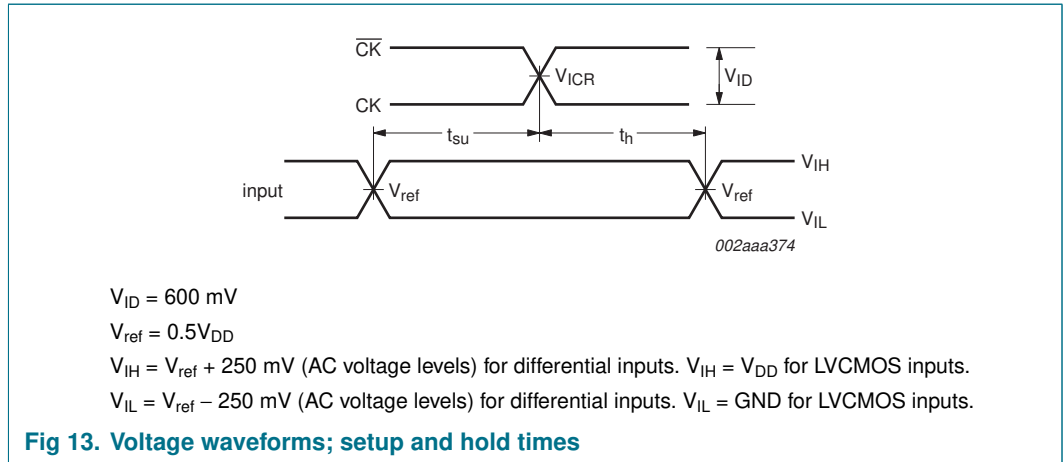 C̅K̅
V_ICR
V_ID
CK
t_su
t_h
V_IH
input
V_ref
V_ref
V_IL
002aaa374
V_ID = 600 mV
V_ref = 0.5V_DD
V_IH = V_ref + 250 mV (AC voltage levels) for differential inputs. V_IH = V_DD for LVCMOS inputs.
V_IL = V_ref − 250 mV (AC voltage levels) for differential inputs. V_IL = GND for LVCMOS inputs.
Fig 13. Voltage waveforms; setup and hold times